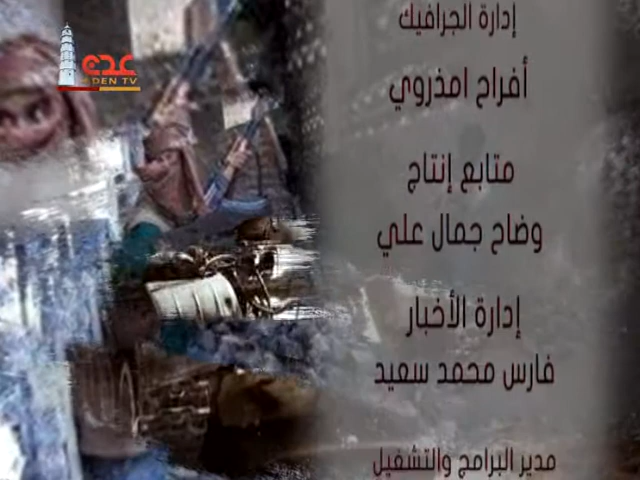 عدن
ADEN TV
إدارة الجرافيك
أفراح امذروي
متابع إنتاج
وضاح جمال علي
إدارة الأخبار
فارس محمد سعيد
مدير البرامج والتشغيل